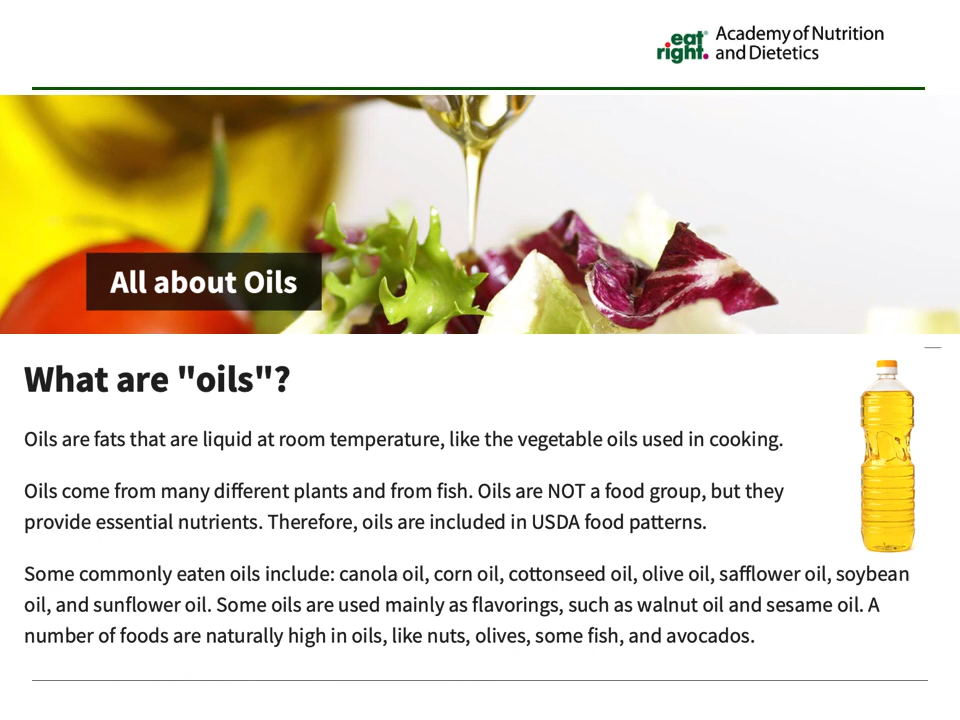 eat right. Academy of Nutrition and Dietetics
All about Oils
What are "oils"?
Oils are fats that are liquid at room temperature, like the vegetable oils used in cooking.
Oils come from many different plants and from fish. Oils are NOT a food group, but they
provide essential nutrients. Therefore, oils are included in USDA food patterns.
Some commonly eaten oils include: canola oil, corn oil, cottonseed oil, olive oil, safflower oil, soybean
oil, and sunflower oil. Some oils are used mainly as flavorings, such as walnut oil and sesame oil. A
number of foods are naturally high in oils, like nuts, olives, some fish, and avocados.